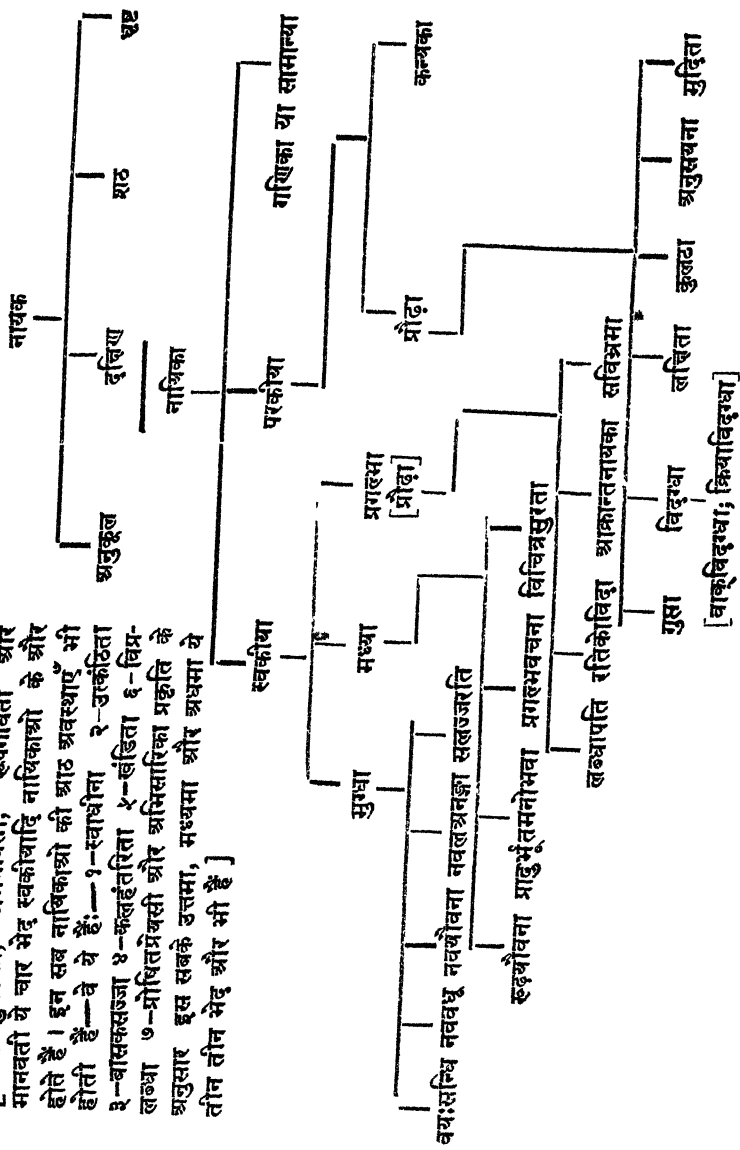 नायक
अनुकूल दक्षिण शठ धृष्ट
नायिका
स्वकीया परकीया गणिका या सामान्या
मुग्धा मध्या प्रगल्भा [प्रौढ़ा] प्रौढ़ा कन्यका
वयःसन्धि नववधू नवयौवना नवलअनङ्गा सलज्जरति
रूढ़यौवना प्रादुर्भूतमनोभवा प्रगल्भवचना विचित्रसुरता
लब्धापति रतिकोविदा आक्रान्तनायका सविभ्रमा
गुप्ता विदग्धा लक्षिता कुलटा अनुसयना मुदिता
[वाक्‌विदग्धा; क्रियाविदग्धा]
और
मानवती ये चार भेद स्वकीयादि नायिकाओं के और
होते हैं। इन सब नायिकाओं की आठ अवस्थाएँ भी
होती हैं—वे ये हैं:—१-स्वाधीना २-उत्कंठिता
३-बासकसज्जा ४-कलहंतरिता ५-खंडिता ६-विप्र-
लब्धा ७-प्रोषितप्रेयसी और अभिसारिका प्रकृति के
अनुसार इस सबके उत्तमा, मध्यमा और अधमा ये
तीन तीन भेद और भी हैं]